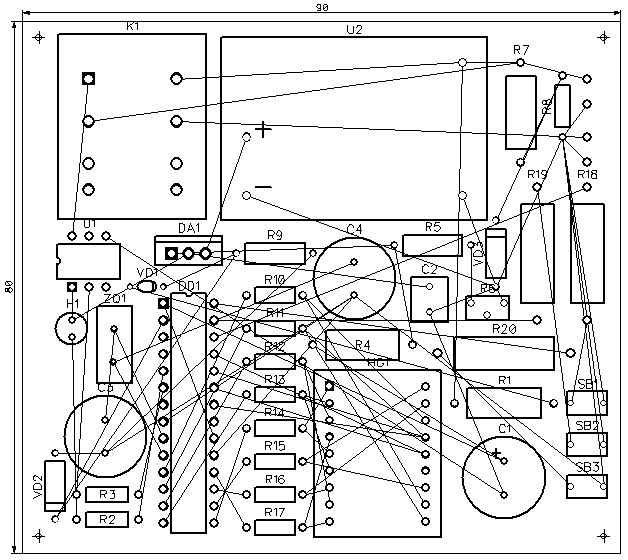 90
K1
U2
R7
R8
+
−
R19
R18
U1
DA1
R9
C4
R5
VD3
VD1
DD1
R10
C2
R6
H1
ZQ1
R11
R20
R4
R12
HG1
80
C3
R13
R1
SB1
R14
C1
SB2
+
R15
SB3
VD2
R3
R16
R2
R17